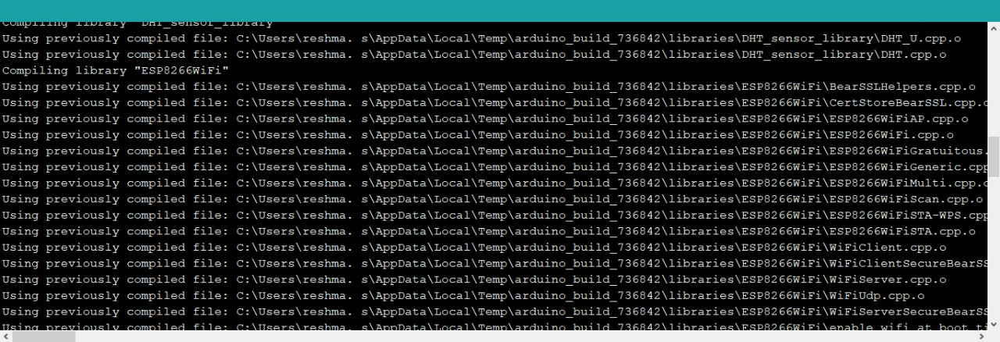 Compiling library "DHT_sensor_library"
Using previously compiled file: C:\Users\reshma. s\AppData\Local\Temp\arduino_build_736842\libraries\DHT_sensor_library\DHT_U.cpp.o
Using previously compiled file: C:\Users\reshma. s\AppData\Local\Temp\arduino_build_736842\libraries\DHT_sensor_library\DHT.cpp.o
Compiling library "ESP8266WiFi"
Using previously compiled file: C:\Users\reshma. s\AppData\Local\Temp\arduino_build_736842\libraries\ESP8266WiFi\BearSSLHelpers.cpp.o
Using previously compiled file: C:\Users\reshma. s\AppData\Local\Temp\arduino_build_736842\libraries\ESP8266WiFi\CertStoreBearSSL.cpp.o
Using previously compiled file: C:\Users\reshma. s\AppData\Local\Temp\arduino_build_736842\libraries\ESP8266WiFi\ESP8266WiFiAP.cpp.o
Using previously compiled file: C:\Users\reshma. s\AppData\Local\Temp\arduino_build_736842\libraries\ESP8266WiFi\ESP8266WiFi.cpp.o
Using previously compiled file: C:\Users\reshma. s\AppData\Local\Temp\arduino_build_736842\libraries\ESP8266WiFi\ESP8266WiFiGratuitous.
Using previously compiled file: C:\Users\reshma. s\AppData\Local\Temp\arduino_build_736842\libraries\ESP8266WiFi\ESP8266WiFiGeneric.cpp
Using previously compiled file: C:\Users\reshma. s\AppData\Local\Temp\arduino_build_736842\libraries\ESP8266WiFi\ESP8266WiFiMulti.cpp.o
Using previously compiled file: C:\Users\reshma. s\AppData\Local\Temp\arduino_build_736842\libraries\ESP8266WiFi\ESP8266WiFiScan.cpp.o
Using previously compiled file: C:\Users\reshma. s\AppData\Local\Temp\arduino_build_736842\libraries\ESP8266WiFi\ESP8266WiFiSTA-WPS.cpp
Using previously compiled file: C:\Users\reshma. s\AppData\Local\Temp\arduino_build_736842\libraries\ESP8266WiFi\ESP8266WiFiSTA.cpp.o
Using previously compiled file: C:\Users\reshma. s\AppData\Local\Temp\arduino_build_736842\libraries\ESP8266WiFi\WiFiClient.cpp.o
Using previously compiled file: C:\Users\reshma. s\AppData\Local\Temp\arduino_build_736842\libraries\ESP8266WiFi\WiFiClientSecureBearSS
Using previously compiled file: C:\Users\reshma. s\AppData\Local\Temp\arduino_build_736842\libraries\ESP8266WiFi\WiFiServer.cpp.o
Using previously compiled file: C:\Users\reshma. s\AppData\Local\Temp\arduino_build_736842\libraries\ESP8266WiFi\WiFiUdp.cpp.o
Using previously compiled file: C:\Users\reshma. s\AppData\Local\Temp\arduino_build_736842\libraries\ESP8266WiFi\WiFiServerSecureBearSS
Using previously compiled file: C:\Users\reshma. s\AppData\Local\Temp\arduino_build_736842\libraries\ESP8266WiFi\enable_wifi_at_boot_ti